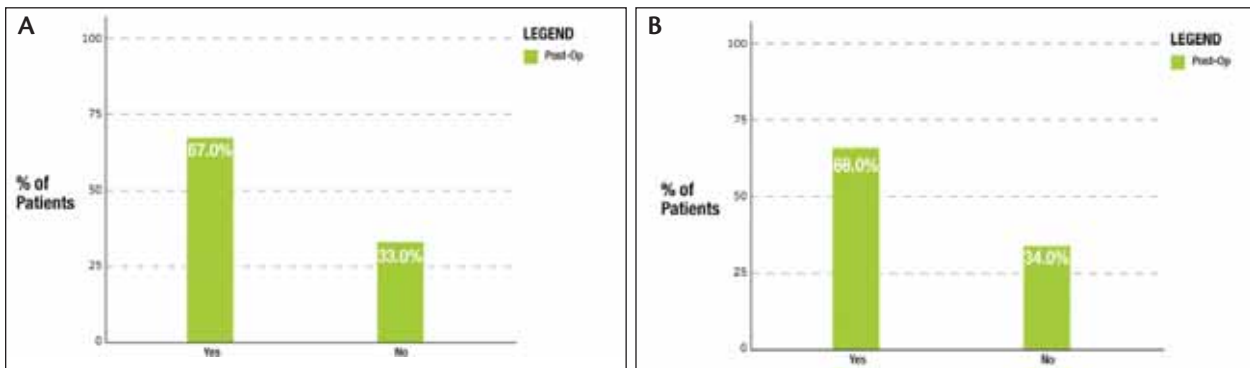 A
LEGEND
Post-Op
100
75
% of
Patients
50
25
0
67.0%
33.0%
Yes
No
B
LEGEND
Post-Op
100
75
% of
Patients
50
25
0
66.0%
34.0%
Yes
No